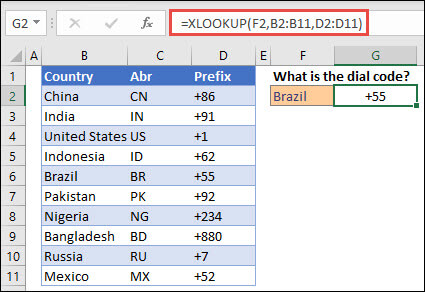 G2 fx =XLOOKUP(F2,B2:B11,D2:D11)
A B C D E F G
1 Country Abr Prefix What is the dial code?
2 China CN +86 Brazil +55
3 India IN +91
4 United States US +1
5 Indonesia ID +62
6 Brazil BR +55
7 Pakistan PK +92
8 Nigeria NG +234
9 Bangladesh BD +880
10 Russia RU +7
11 Mexico MX +52